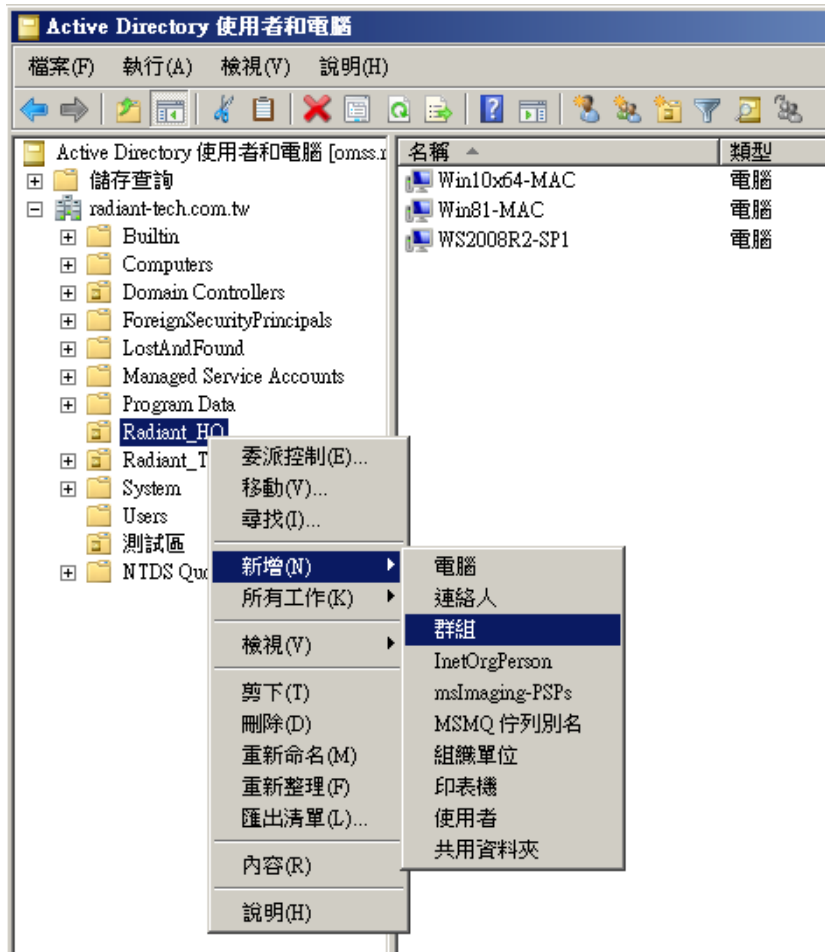 Active Directory 使用者和電腦
檔案(F) 執行(A) 檢視(V) 說明(H)
Active Directory 使用者和電腦 [omss.r
儲存查詢
radiant-tech.com.tw
Builtin
Computers
Domain Controllers
ForeignSecurityPrincipals
LostAndFound
Managed Service Accounts
Program Data
Radiant_HQ
Radiant_T
System
Users
測試區
NTDS Quo
名稱 類型
Win10x64-MAC 電腦
Win81-MAC 電腦
WS2008R2-SP1 電腦
委派控制(E)...
移動(V)...
尋找(I)...
新增(N)
所有工作(K)
檢視(V)
剪下(T)
刪除(D)
重新命名(M)
重新整理(F)
匯出清單(L)...
內容(R)
說明(H)
電腦
連絡人
群組
InetOrgPerson
msImaging-PSPs
MSMQ 佇列別名
組織單位
印表機
使用者
共用資料夾